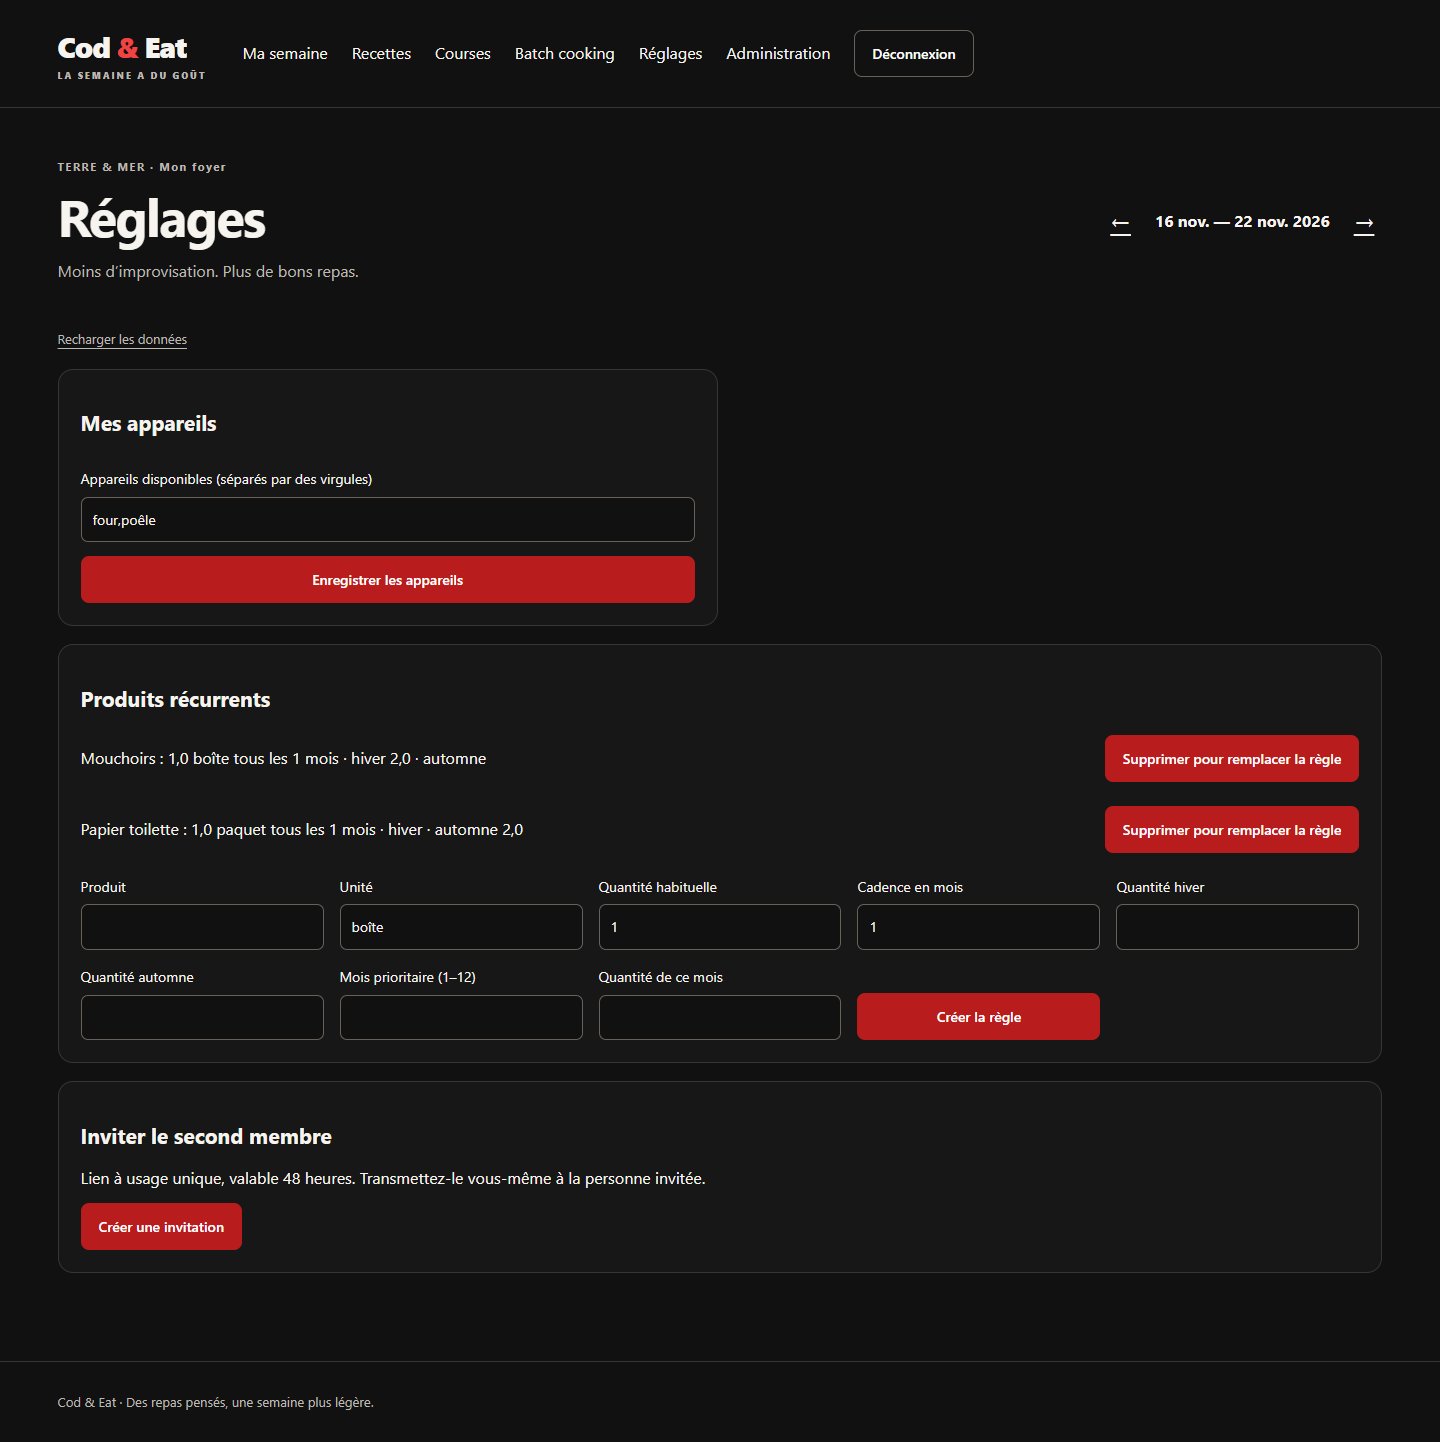 Cod & Eat
LA SEMAINE A DU GOÛT
Ma semaine
Recettes
Courses
Batch cooking
Réglages
Administration
Déconnexion
TERRE & MER · Mon foyer
Réglages
← 16 nov. — 22 nov. 2026 →
Moins d’improvisation. Plus de bons repas.
Recharger les données
Mes appareils
Appareils disponibles (séparés par des virgules)
four,poêle
Enregistrer les appareils
Produits récurrents
Mouchoirs : 1,0 boîte tous les 1 mois · hiver 2,0 · automne
Supprimer pour remplacer la règle
Papier toilette : 1,0 paquet tous les 1 mois · hiver · automne 2,0
Supprimer pour remplacer la règle
Produit
Unité
boîte
Quantité habituelle
1
Cadence en mois
1
Quantité hiver
Quantité automne
Mois prioritaire (1–12)
Quantité de ce mois
Créer la règle
Inviter le second membre
Lien à usage unique, valable 48 heures. Transmettez-le vous-même à la personne invitée.
Créer une invitation
Cod & Eat · Des repas pensés, une semaine plus légère.